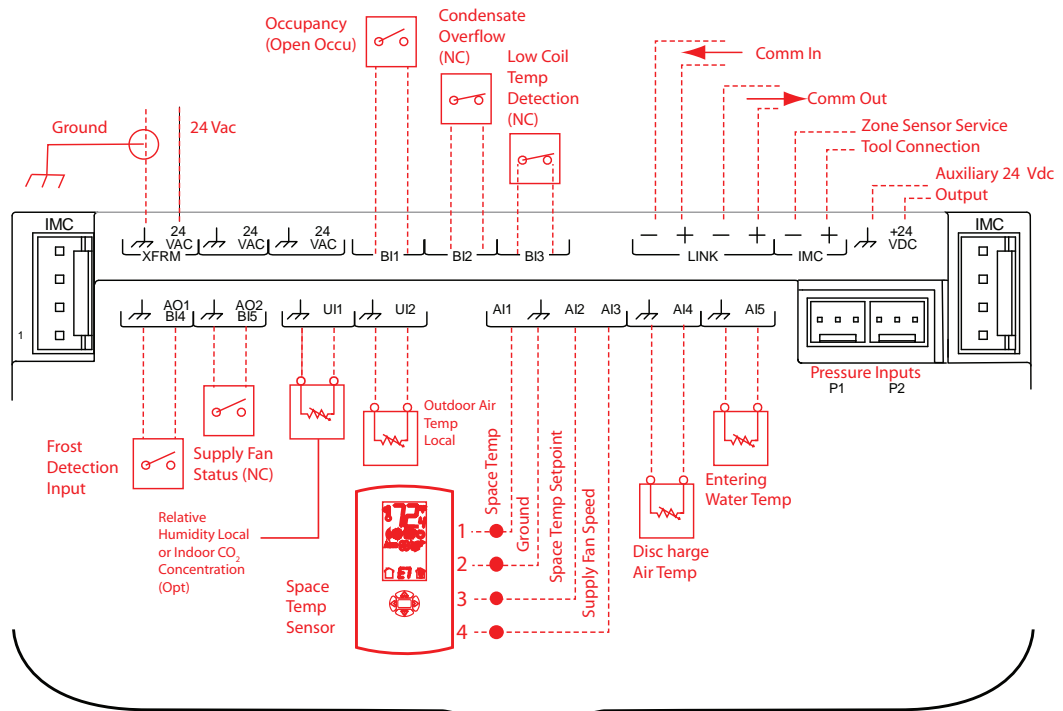 Occupancy
(Open Occu)
Condensate
Overflow
(NC)
Low Coil
Temp
Detection
(NC)
Comm In
Comm Out
Zone Sensor Service
Tool Connection
Auxiliary 24 Vdc
Output
Ground
24 Vac
IMC
24
VAC
XFRM
24
VAC
24
VAC
BI1
BI2
BI3
− + − +
LINK
− +
IMC
+24
VDC
IMC
1
AO1
BI4
AO2
BI5
UI1
UI2
AI1
AI2
AI3
AI4
AI5
Pressure Inputs
P1
P2
Frost
Detection
Input
Supply Fan
Status (NC)
Relative
Humidity Local
or Indoor CO2
Concentration
(Opt)
Outdoor Air
Temp
Local
Space
Temp
Sensor
72
1
2
3
4
Space Temp
Ground
Space Temp Setpoint
Supply Fan Speed
Disc harge
Air Temp
Entering
Water Temp